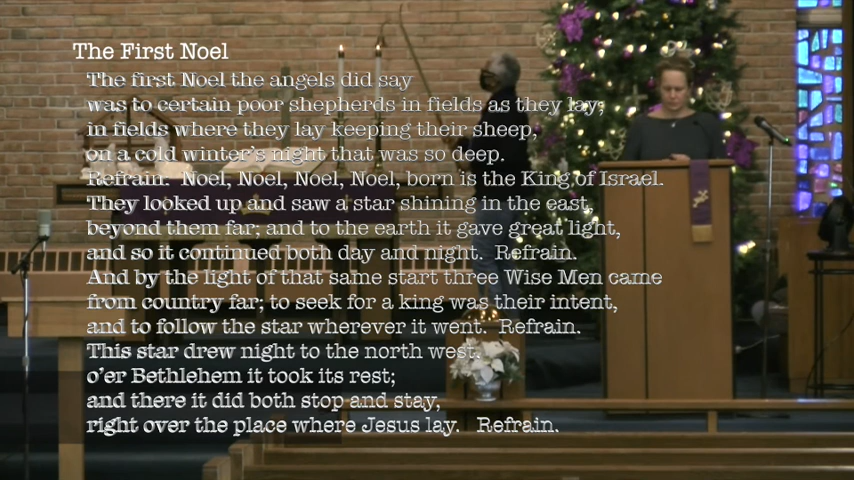 The First Noel
The first Noel the angels did say
was to certain poor shepherds in fields as they lay;
in fields where they lay keeping their sheep,
on a cold winter's night that was so deep.
Refrain: Noel, Noel, Noel, Noel, born is the King of Israel.
They looked up and saw a star shining in the east,
beyond them far; and to the earth it gave great light,
and so it continued both day and night. Refrain.
And by the light of that same start three Wise Men came
from country far; to seek for a king was their intent,
and to follow the star wherever it went. Refrain.
This star drew night to the north west.
o'er Bethlehem it took its rest;
and there it did both stop and stay,
right over the place where Jesus lay. Refrain.